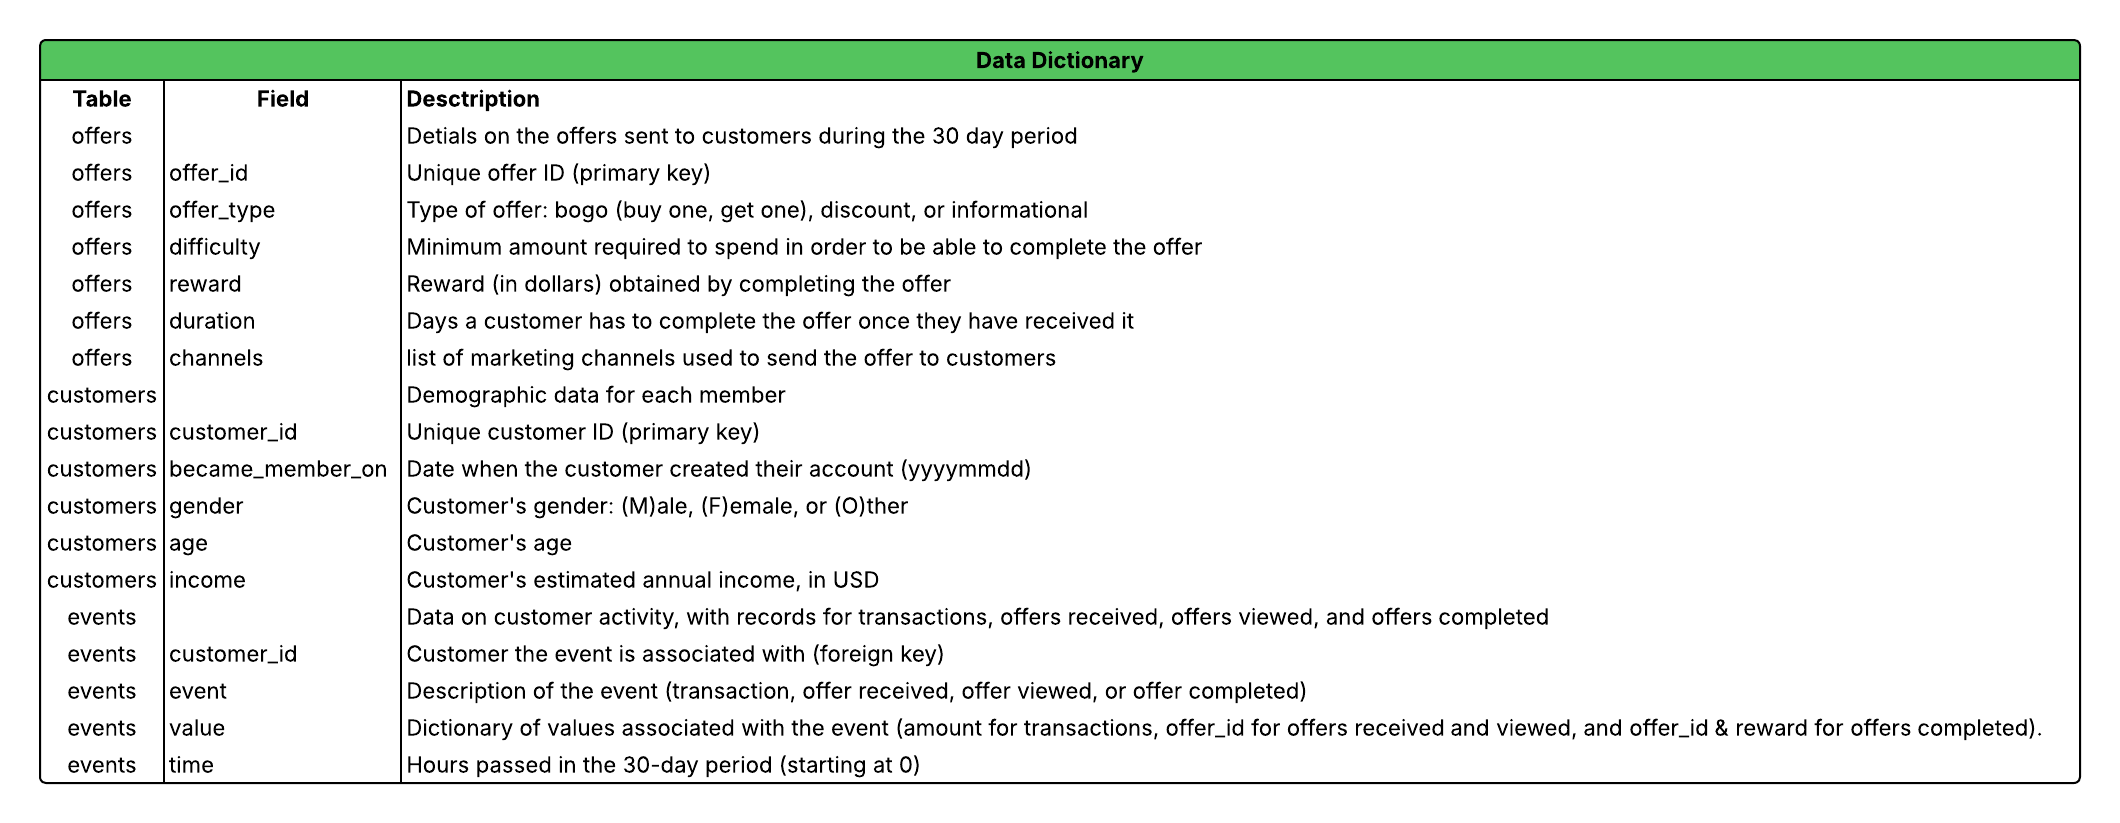 Data Dictionary
Table Field Desctription
offers Detials on the offers sent to customers during the 30 day period
offers offer_id Unique offer ID (primary key)
offers offer_type Type of offer: bogo (buy one, get one), discount, or informational
offers difficulty Minimum amount required to spend in order to be able to complete the offer
offers reward Reward (in dollars) obtained by completing the offer
offers duration Days a customer has to complete the offer once they have received it
offers channels list of marketing channels used to send the offer to customers
customers Demographic data for each member
customers customer_id Unique customer ID (primary key)
customers became_member_on Date when the customer created their account (yyyymmdd)
customers gender Customer's gender: (M)ale, (F)emale, or (O)ther
customers age Customer's age
customers income Customer's estimated annual income, in USD
events Data on customer activity, with records for transactions, offers received, offers viewed, and offers completed
events customer_id Customer the event is associated with (foreign key)
events event Description of the event (transaction, offer received, offer viewed, or offer completed)
events value Dictionary of values associated with the event (amount for transactions, offer_id for offers received and viewed, and offer_id & reward for offers completed).
events time Hours passed in the 30-day period (starting at 0)